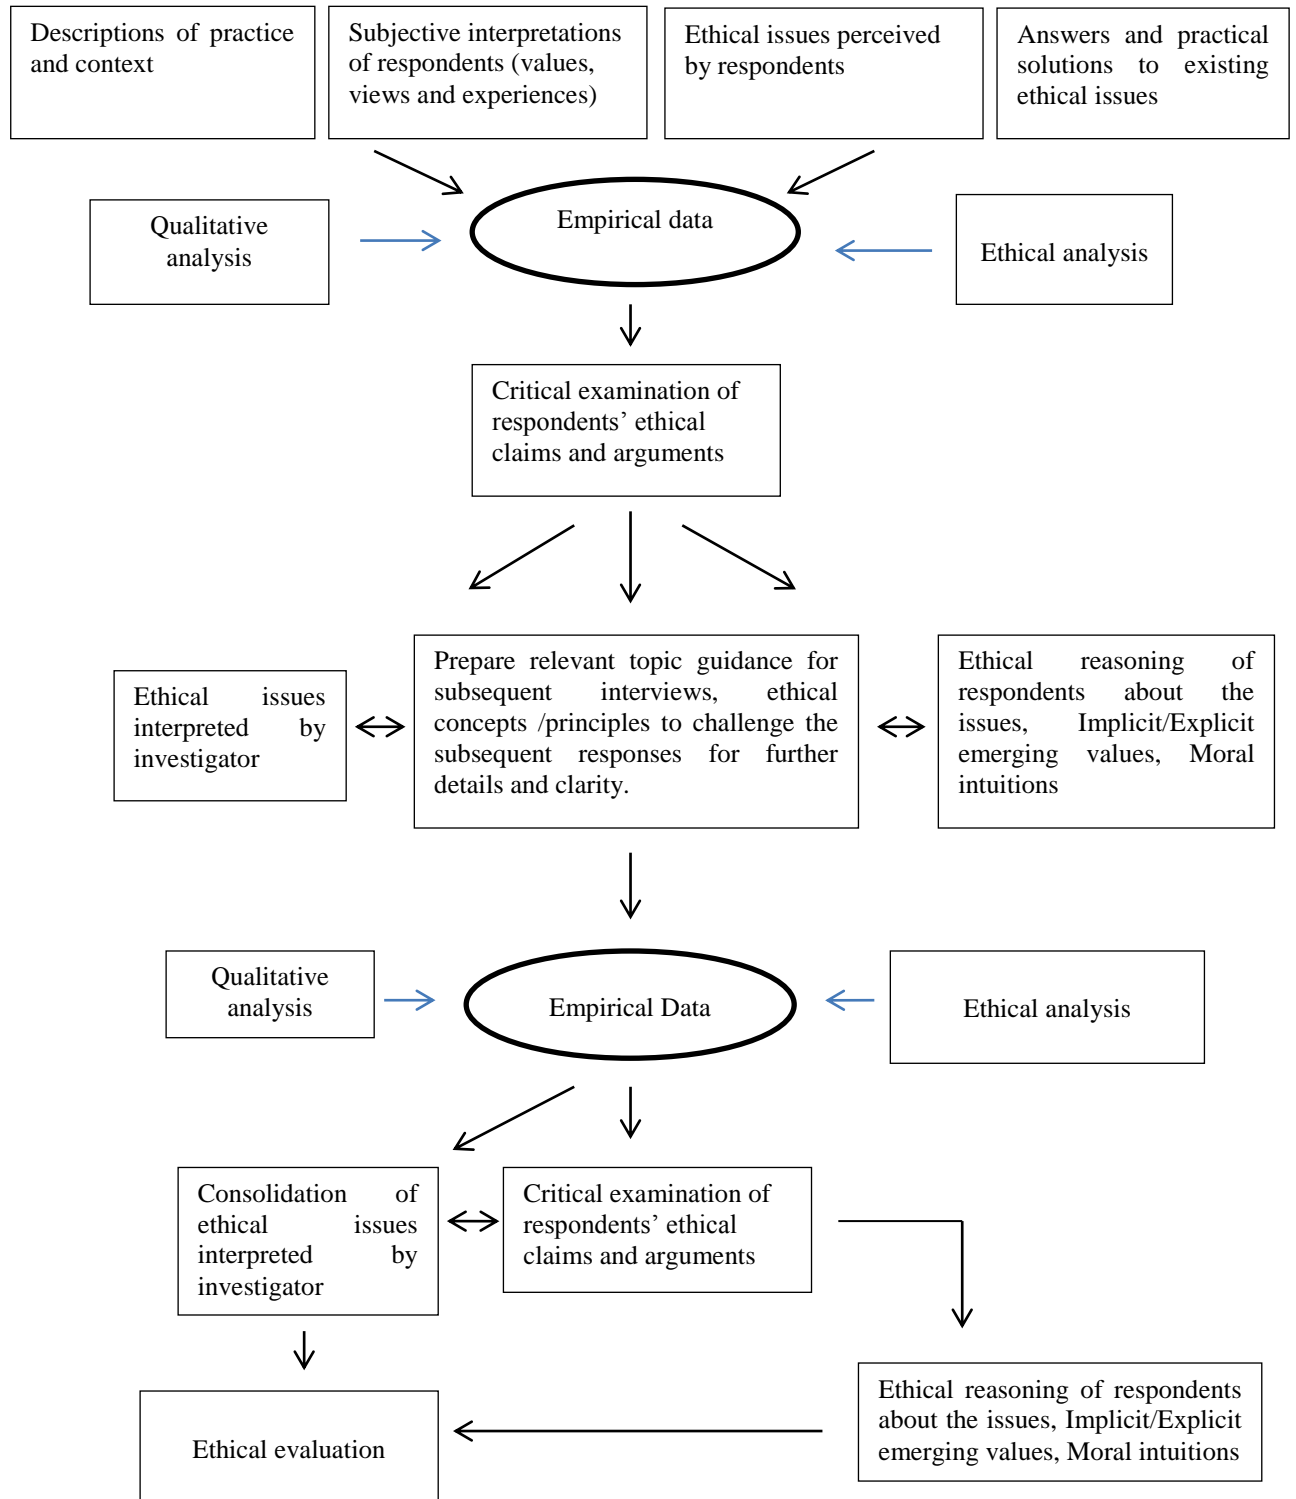 Descriptions of practice
and context
Subjective interpretations
of respondents (values,
views and experiences)
Ethical issues perceived
by respondents
Answers and practical
solutions to existing
ethical issues
Qualitative
analysis
Empirical data
Ethical analysis
Critical examination of
respondents’ ethical
claims and arguments
Ethical issues
interpreted by
investigator
Prepare relevant topic guidance for
subsequent interviews, ethical
concepts /principles to challenge the
subsequent responses for further
details and clarity.
Ethical reasoning of
respondents about the
issues, Implicit/Explicit
emerging values, Moral
intuitions
Qualitative
analysis
Empirical Data
Ethical analysis
Consolidation of
ethical issues
interpreted by
investigator
Critical examination of
respondents’ ethical
claims and arguments
Ethical evaluation
Ethical reasoning of respondents
about the issues, Implicit/Explicit
emerging values, Moral intuitions